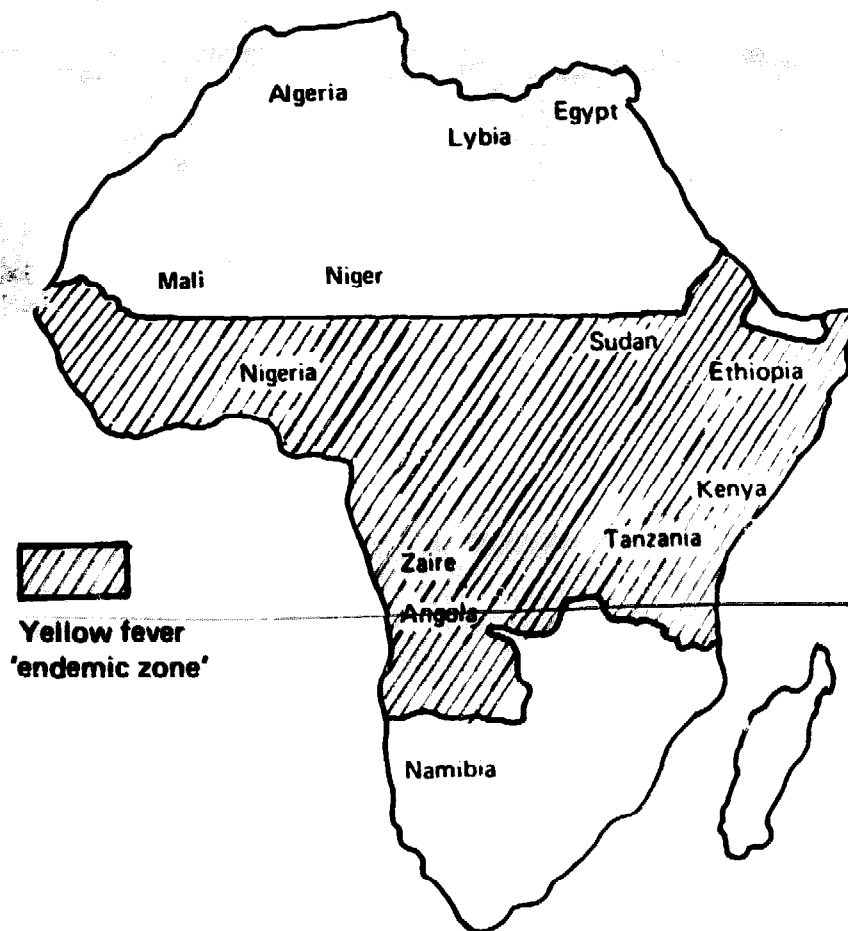 Algeria
Lybia
Egypt
Mali
Niger
Sudan
Nigeria
Ethiopia
Kenya
Tanzania
Zaire
Angola
Yellow fever
'endemic zone'
Namibia